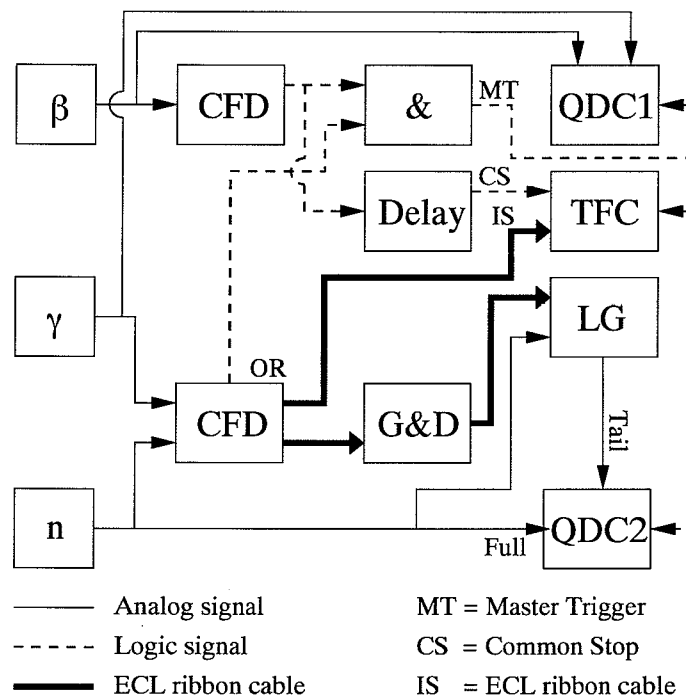 β
CFD
&
MT
QDC1
Delay
CS
IS
TFC
γ
LG
OR
CFD
G&D
Tail
n
Full
QDC2
Analog signal
MT = Master Trigger
Logic signal
CS = Common Stop
ECL ribbon cable
IS = ECL ribbon cable